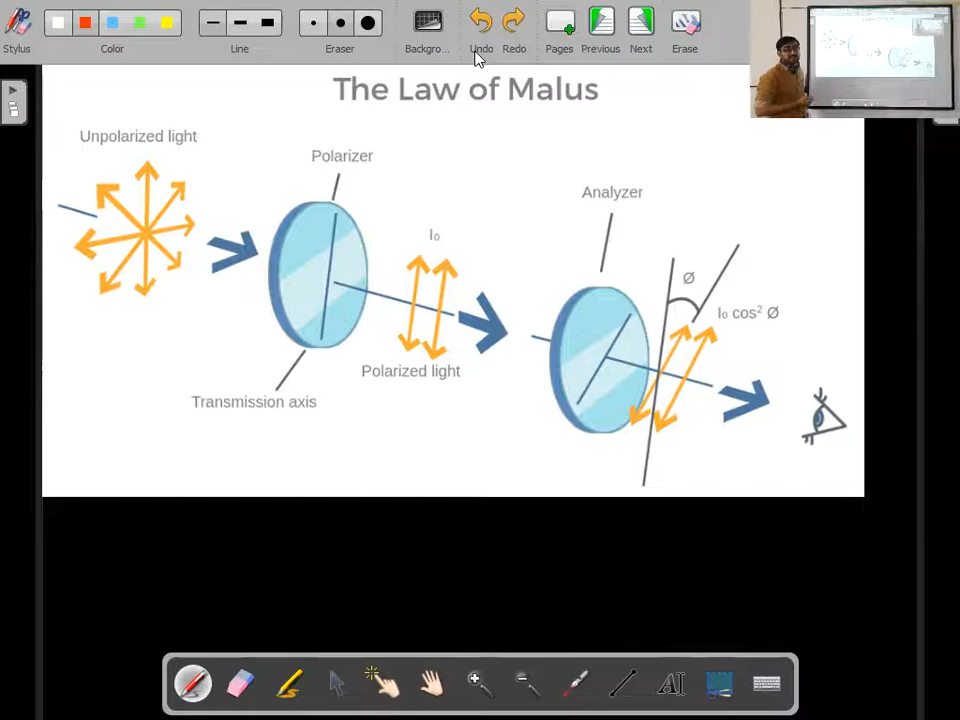 Stylus
Color
Line
Eraser
Backgro...
Undo
Redo
Pages
Previous
Next
Erase
The Law of Malus
Unpolarized light
Polarizer
Analyzer
I₀
Ø
I₀ cos² Ø
Polarized light
Transmission axis